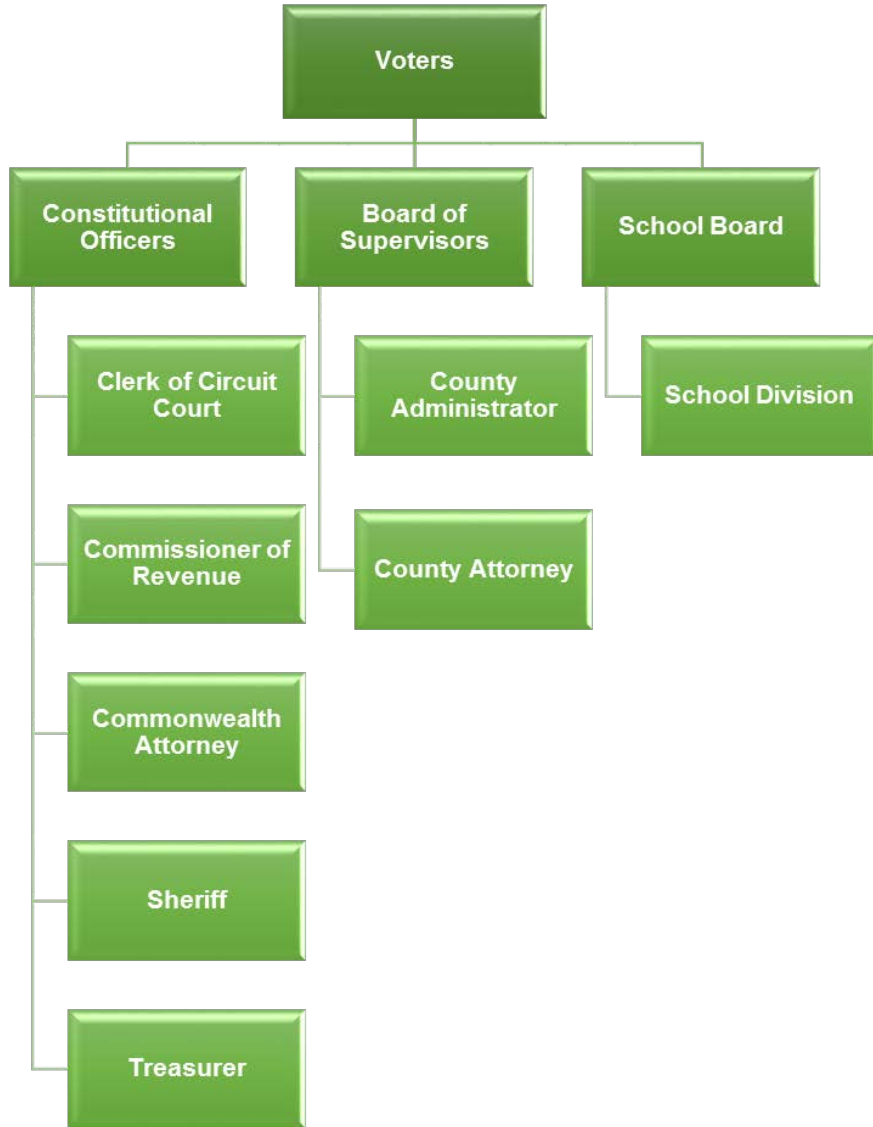 Voters
Constitutional
Officers
Board of
Supervisors
School Board
Clerk of Circuit
Court
County
Administrator
School Division
Commissioner of
Revenue
County Attorney
Commonwealth
Attorney
Sheriff
Treasurer